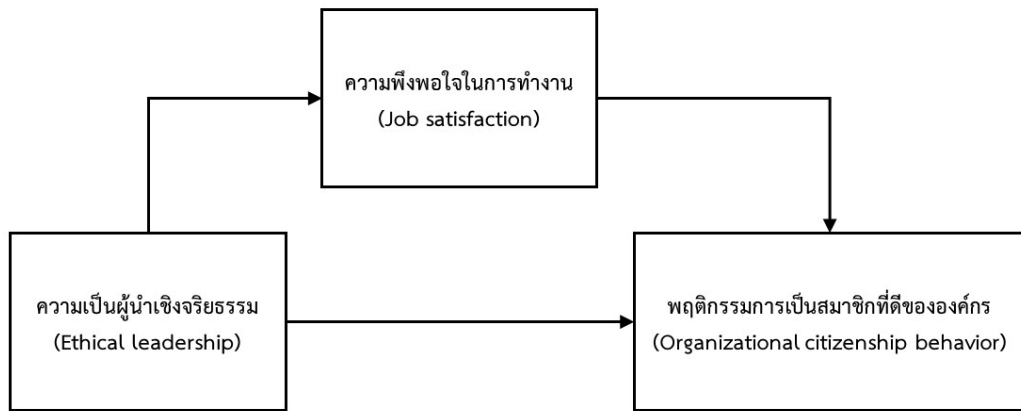 ความพึงพอใจในการทำงาน
(Job satisfaction)
ความเป็นผู้นำเชิงจริยธรรม
(Ethical leadership)
พฤติกรรมการเป็นสมาชิกที่ดีขององค์กร
(Organizational citizenship behavior)